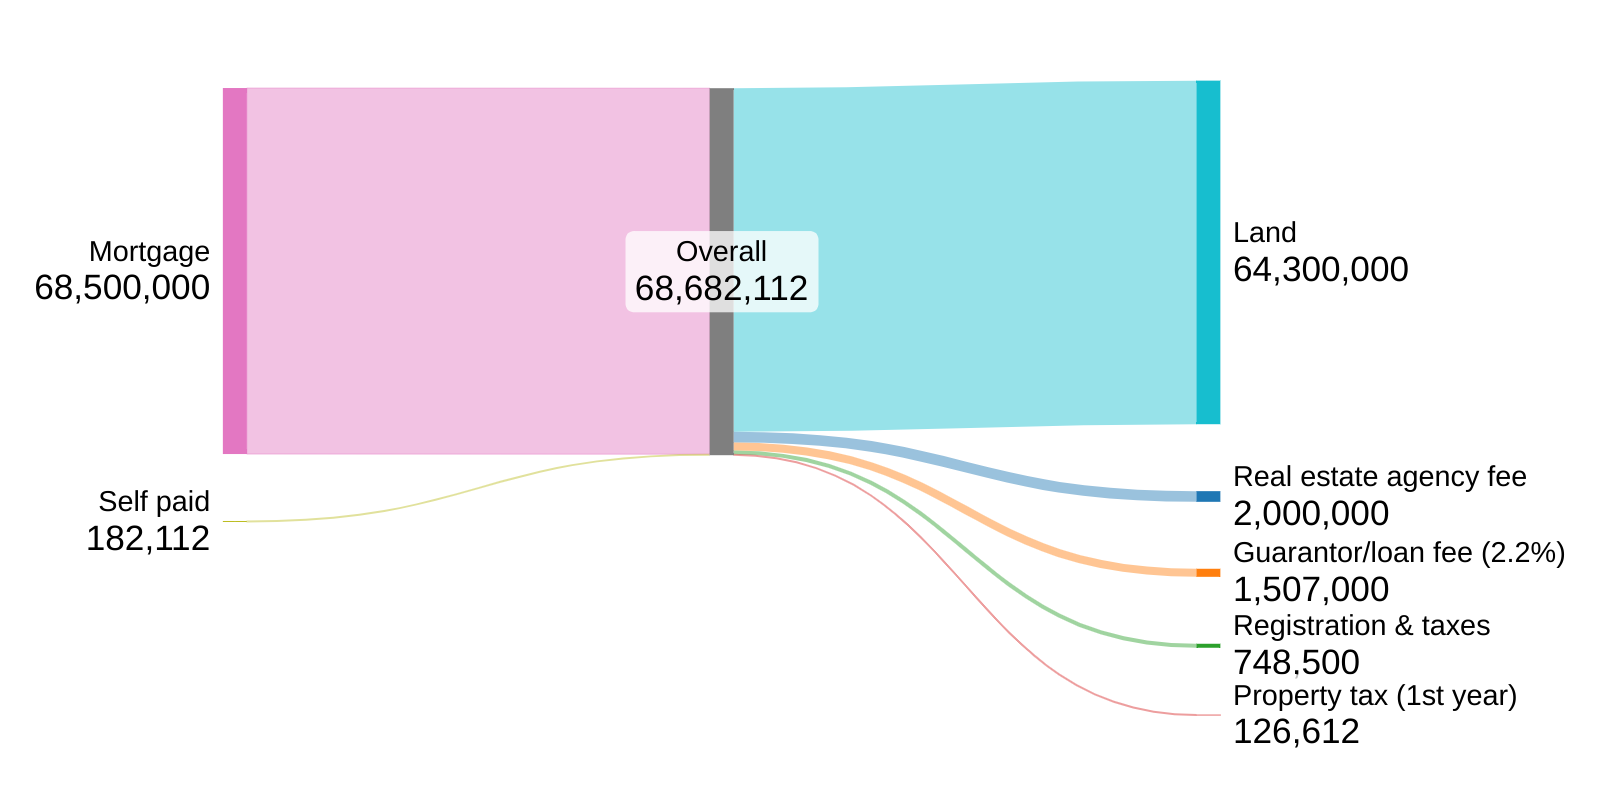 Mortgage
68,500,000
Self paid
182,112
Overall
68,682,112
Land
64,300,000
Real estate agency fee
2,000,000
Guarantor/loan fee (2.2%)
1,507,000
Registration & taxes
748,500
Property tax (1st year)
126,612